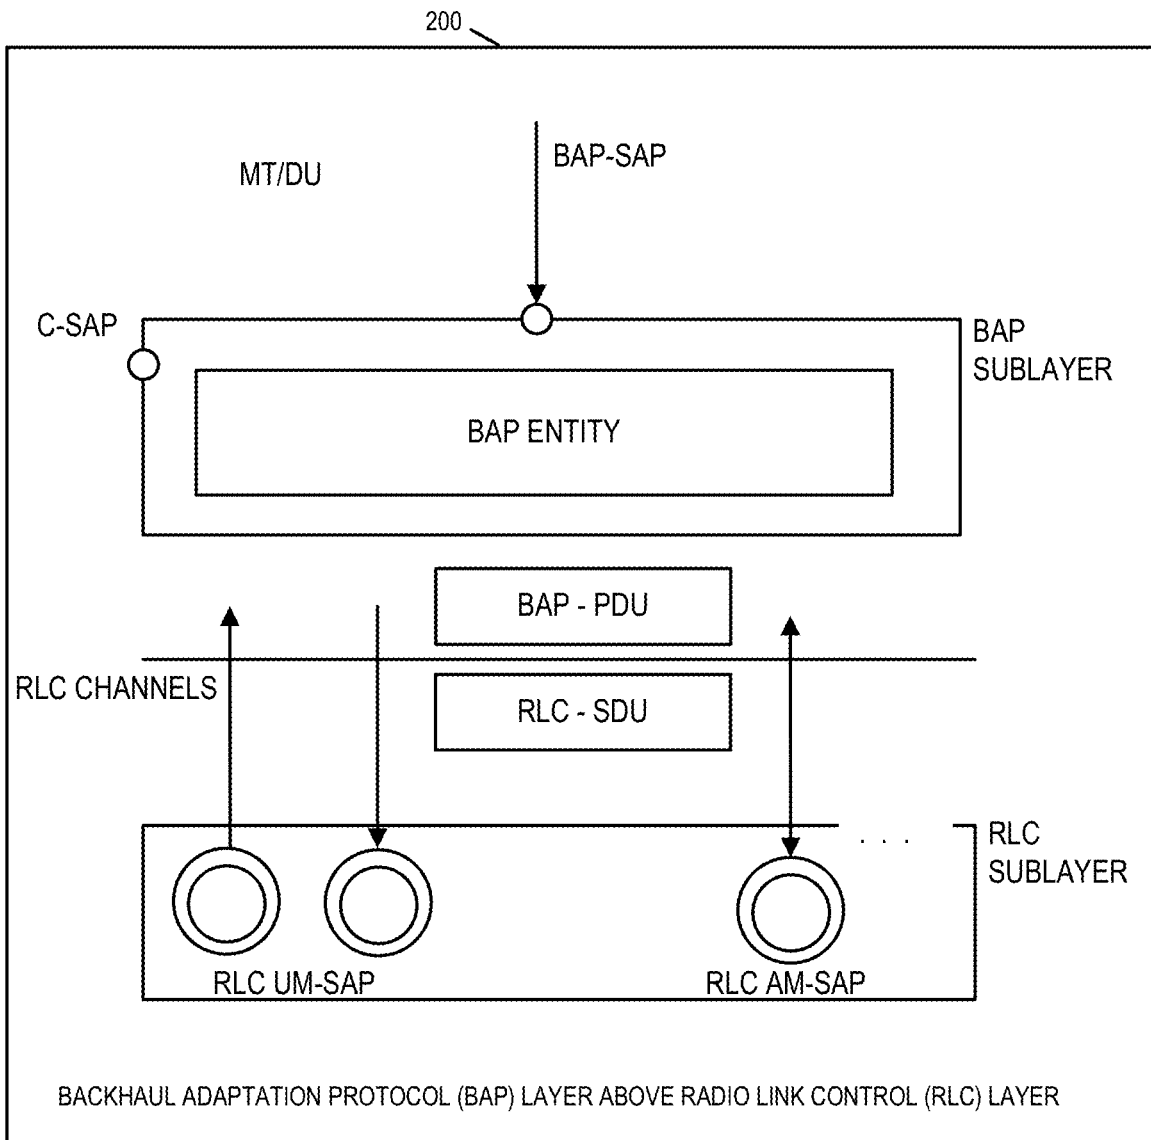 200
MT/DU
BAP-SAP
C-SAP
BAP
SUBLAYER
BAP ENTITY
BAP - PDU
RLC CHANNELS
RLC - SDU
. . .
RLC
SUBLAYER
RLC UM-SAP
RLC AM-SAP
BACKHAUL ADAPTATION PROTOCOL (BAP) LAYER ABOVE RADIO LINK CONTROL (RLC) LAYER